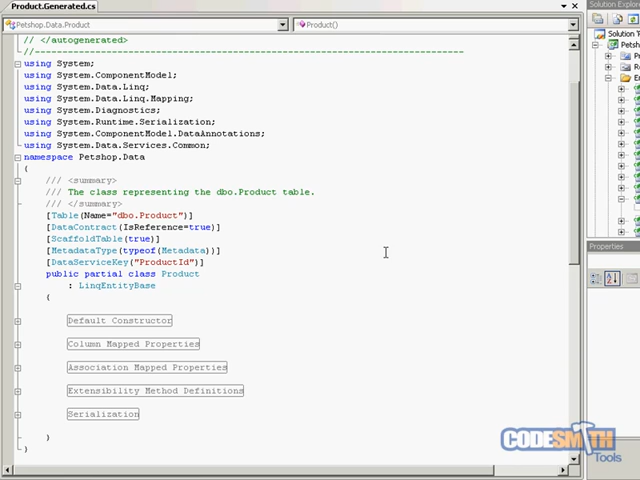 Product.Generated.cs
Solution Explore
Petshop.Data.Product
Product()
// </autogenerated>
//------------------------------------------------------------------------------
using System;
using System.ComponentModel;
using System.Data.Linq;
using System.Data.Linq.Mapping;
using System.Diagnostics;
using System.Runtime.Serialization;
using System.ComponentModel.DataAnnotations;
using System.Data.Services.Common;
namespace Petshop.Data
{
/// <summary>
/// The class representing the dbo.Product table.
/// </summary>
[Table(Name="dbo.Product")]
[DataContract(IsReference=true)]
[ScaffoldTable(true)]
[MetadataType(typeof(Metadata))]
[DataServiceKey("ProductId")]
public partial class Product
: LinqEntityBase
{
Default Constructor
Column Mapped Properties
Association Mapped Properties
Extensibility Method Definitions
Serialization
}
}
Petsh
Properties
CODESMITH
Tools